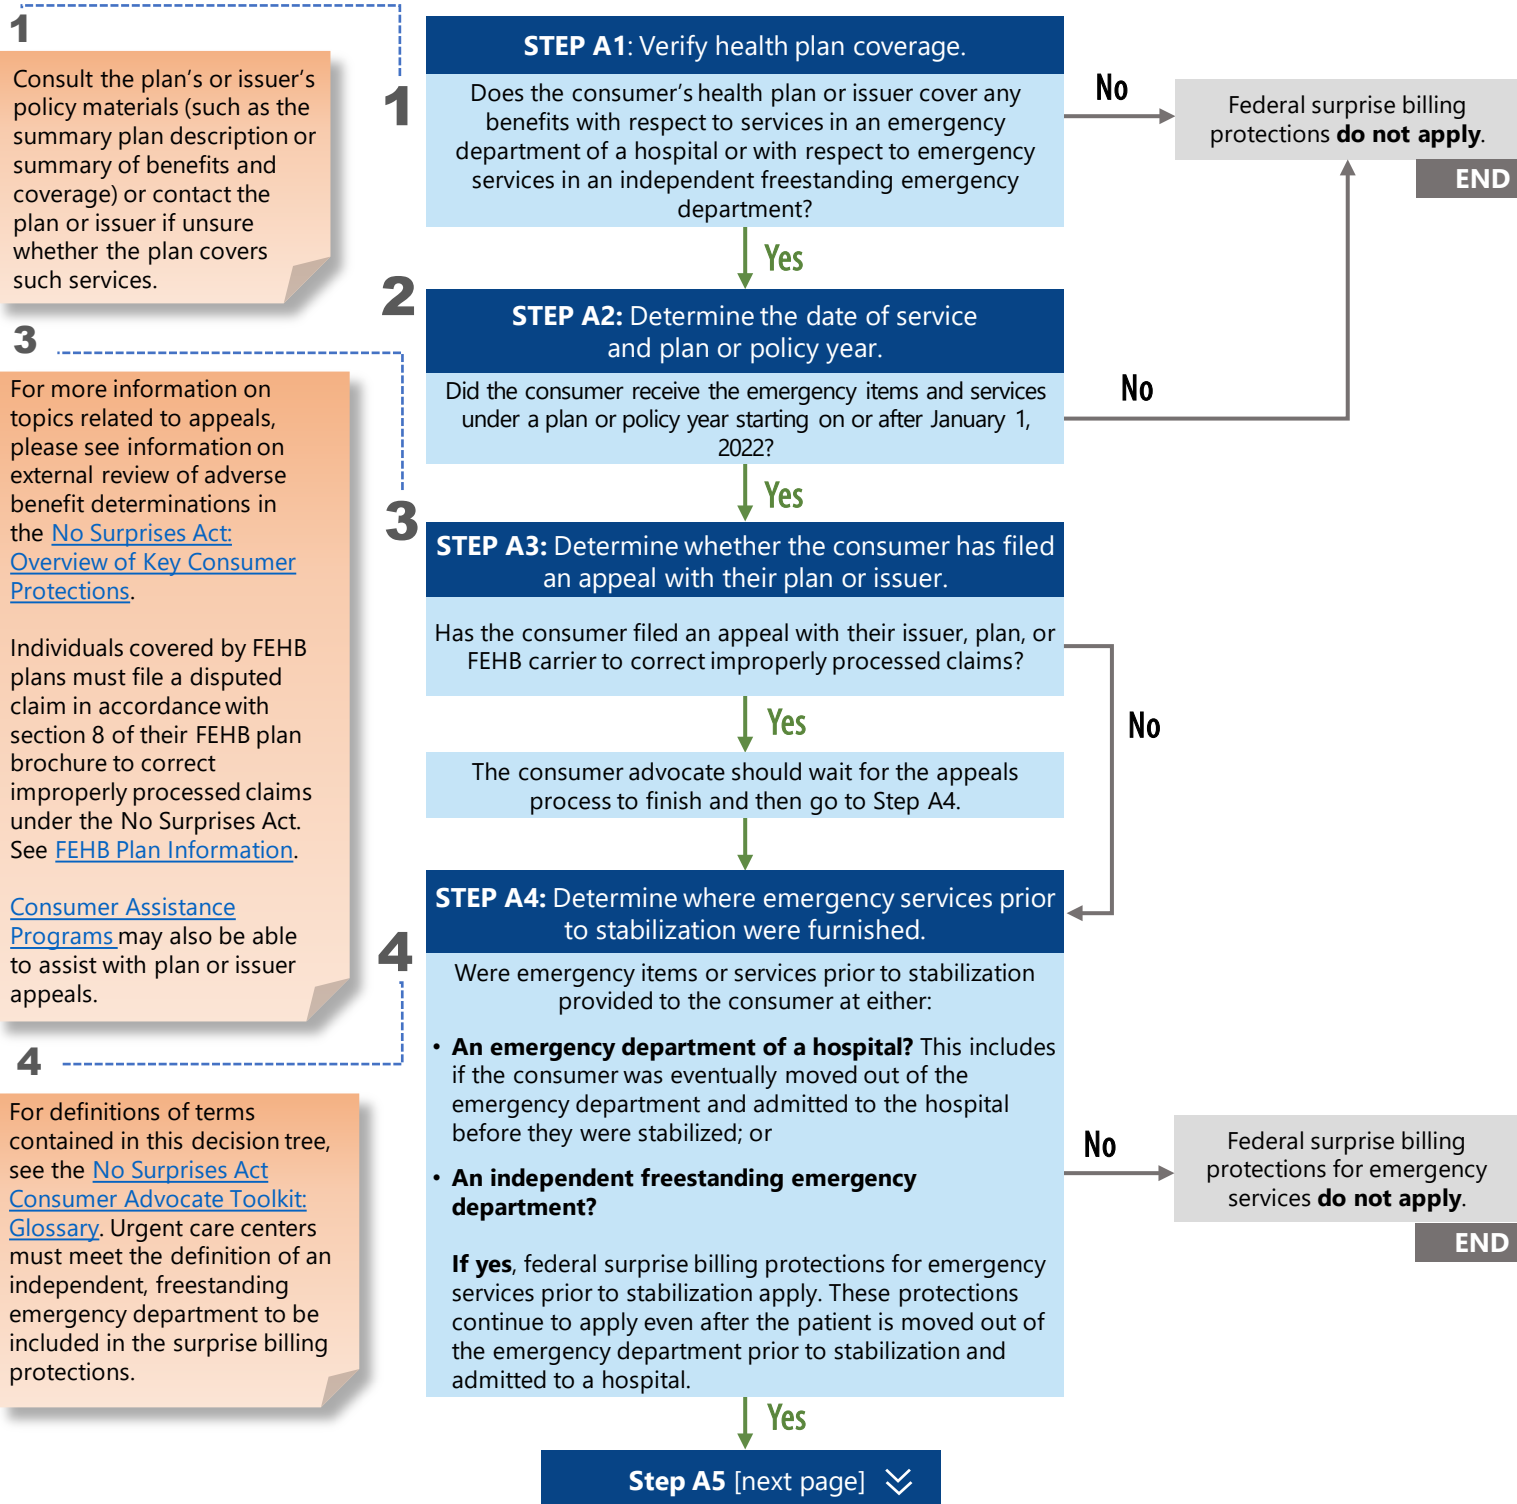 1
Consult the plan's or issuer's
policy materials (such as the
summary plan description or
summary of benefits and
coverage) or contact the
plan or issuer if unsure
whether the plan covers
such services.
1
STEP A1: Verify health plan coverage.
Does the consumer's health plan or issuer cover any
benefits with respect to services in an emergency
department of a hospital or with respect to emergency
services in an independent freestanding emergency
department?
No
Federal surprise billing
protections do not apply.
END
Yes
2
STEP A2: Determine the date of service
and plan or policy year.
Did the consumer receive the emergency items and services
under a plan or policy year starting on or after January 1,
2022?
No
Yes
3
For more information on
topics related to appeals,
please see information on
external review of adverse
benefit determinations in
the No Surprises Act:
Overview of Key Consumer
Protections.
Individuals covered by FEHB
plans must file a disputed
claim in accordance with
section 8 of their FEHB plan
brochure to correct
improperly processed claims
under the No Surprises Act.
See FEHB Plan Information.
Consumer Assistance
Programs may also be able
to assist with plan or issuer
appeals.
3
STEP A3: Determine whether the consumer has filed
an appeal with their plan or issuer.
Has the consumer filed an appeal with their issuer, plan, or
FEHB carrier to correct improperly processed claims?
No
Yes
The consumer advocate should wait for the appeals
process to finish and then go to Step A4.
4
For definitions of terms
contained in this decision tree,
see the No Surprises Act
Consumer Advocate Toolkit:
Glossary. Urgent care centers
must meet the definition of an
independent, freestanding
emergency department to be
included in the surprise billing
protections.
4
STEP A4: Determine where emergency services prior
to stabilization were furnished.
Were emergency items or services prior to stabilization
provided to the consumer at either:
• An emergency department of a hospital? This includes
if the consumer was eventually moved out of the
emergency department and admitted to the hospital
before they were stabilized; or
• An independent freestanding emergency
department?
If yes, federal surprise billing protections for emergency
services prior to stabilization apply. These protections
continue to apply even after the patient is moved out of
the emergency department prior to stabilization and
admitted to a hospital.
No
Federal surprise billing
protections for emergency
services do not apply.
END
Yes
Step A5 [next page]